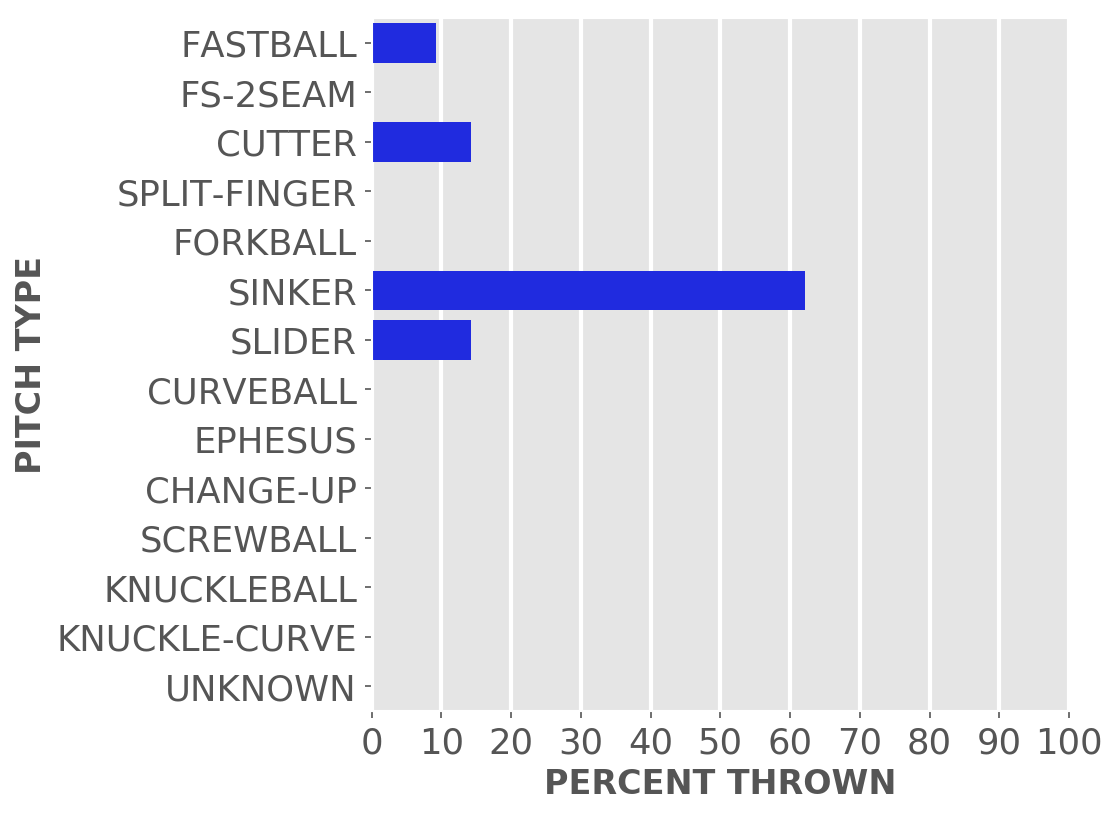 FASTBALL
FS-2SEAM
CUTTER
SPLIT-FINGER
FORKBALL
SINKER
SLIDER
CURVEBALL
EPHESUS
CHANGE-UP
SCREWBALL
KNUCKLEBALL
KNUCKLE-CURVE
UNKNOWN
PITCH TYPE
0 10 20 30 40 50 60 70 80 90 100
PERCENT THROWN